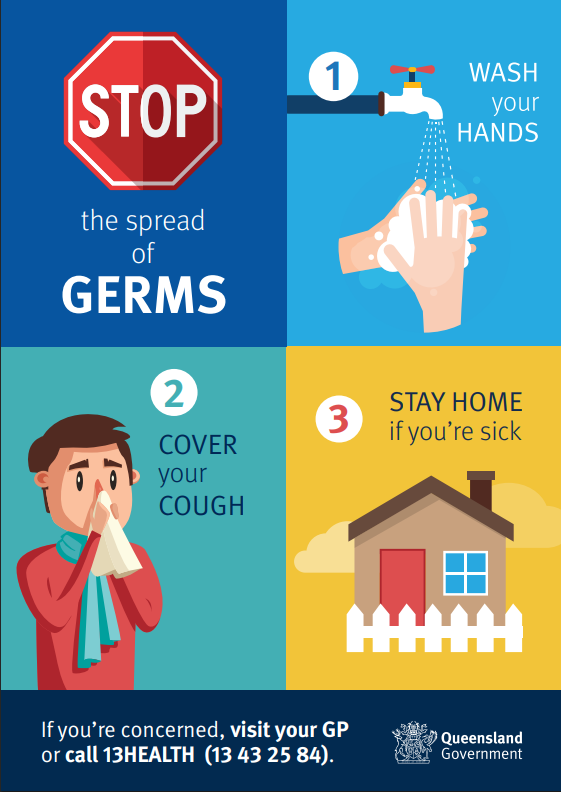 STOP
the spread
of
GERMS
1
WASH
your
HANDS
2
COVER
your
COUGH
3
STAY HOME
if you're sick
If you're concerned, visit your GP
or call 13HEALTH (13 43 25 84).
Queensland
Government